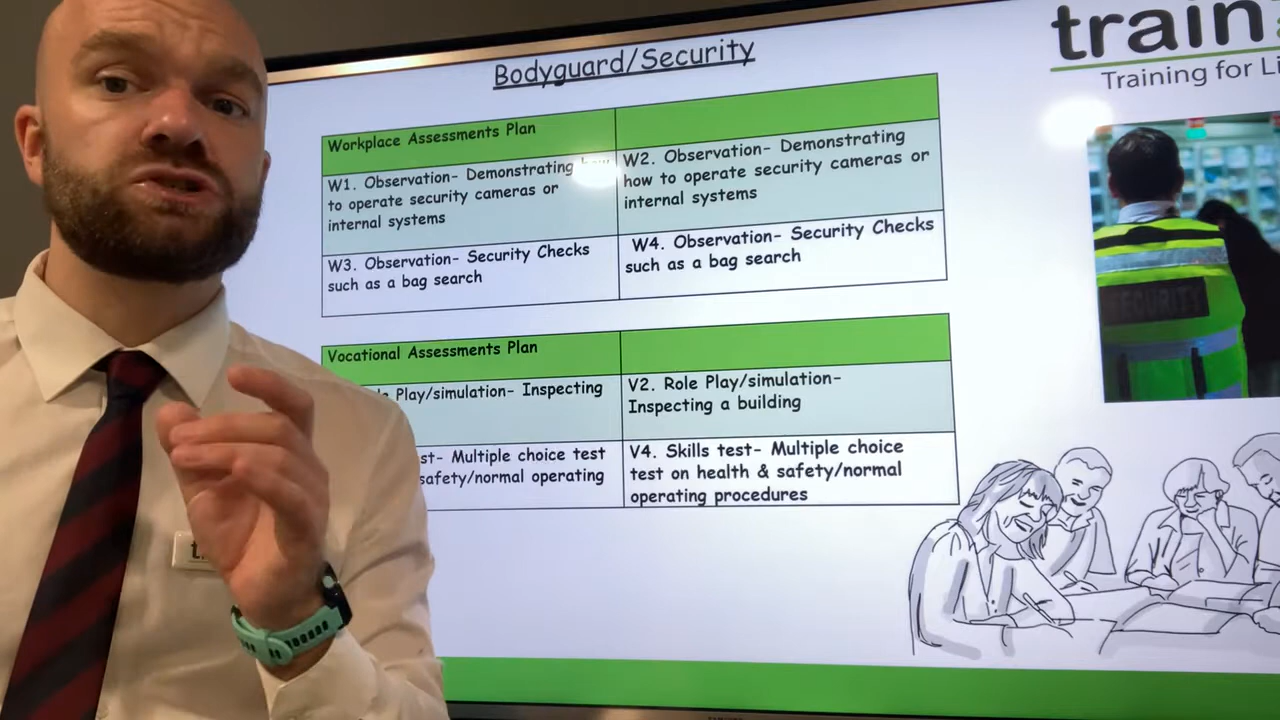 Bodyguard/Security
train
Training for Li
Workplace Assessments Plan
W1. Observation- Demonstrating how
to operate security cameras or
internal systems
W2. Observation- Demonstrating
how to operate security cameras or
internal systems
W3. Observation- Security Checks
such as a bag search
W4. Observation- Security Checks
such as a bag search
SECURITY
Vocational Assessments Plan
Play/simulation- Inspecting
V2. Role Play/simulation-
Inspecting a building
st- Multiple choice test
safety/normal operating
V4. Skills test- Multiple choice
test on health & safety/normal
operating procedures
t